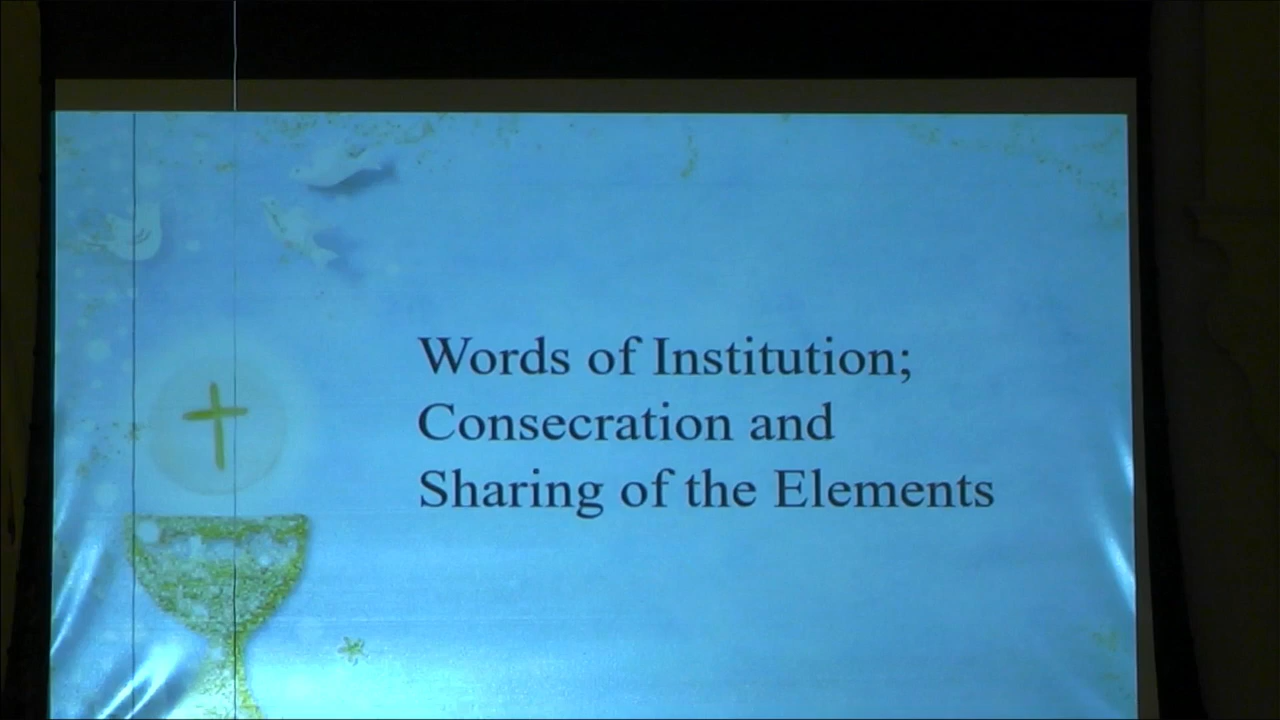 Words of Institution;
Consecration and
Sharing of the Elements